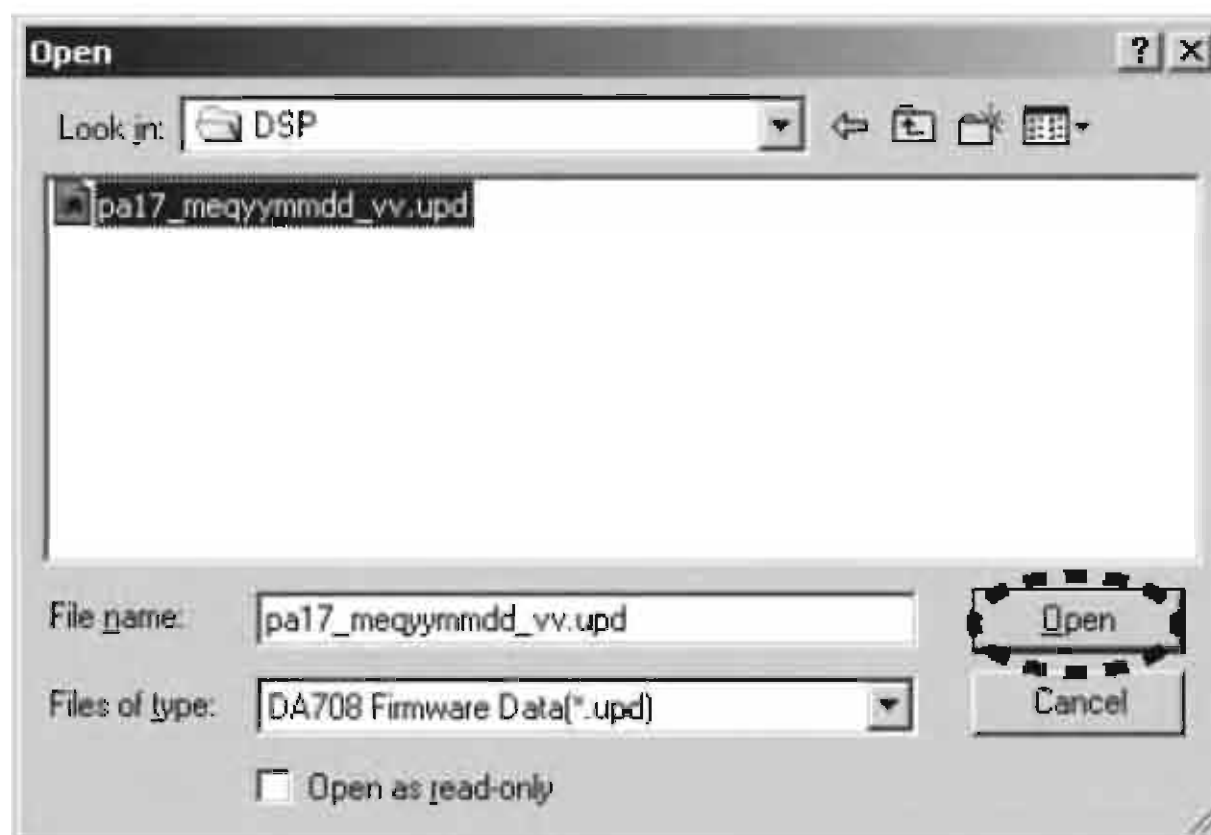 Open
Look in: DSP
pa17_meqyymmdd_vv.upd
File name: pa17_meqyymmdd_vv.upd Open
Files of type: DA708 Firmware Data(*.upd) Cancel
Open as read-only